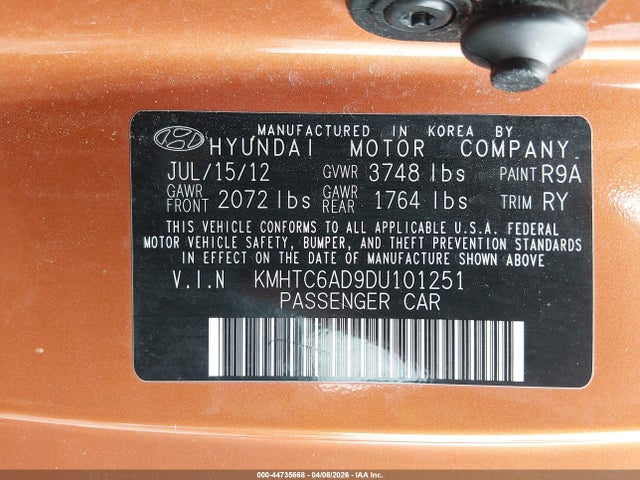 MANUFACTURED IN KOREA BY
HYUNDAI MOTOR COMPANY.
JUL/15/12 GVWR 3748 lbs PAINT R9A
GAWR FRONT 2072 lbs GAWR REAR 1764 lbs TRIM RY
THIS VEHICLE CONFORMS TO ALL APPLICABLE U.S.A. FEDERAL
MOTOR VEHICLE SAFETY, BUMPER, AND THEFT PREVENTION STANDARDS
IN EFFECT ON THE DATE OF MANUFACTURE SHOWN ABOVE.
V.I.N KMHTC6AD9DU101251
PASSENGER CAR
000-44735668 04/06/2026 IAA Inc.